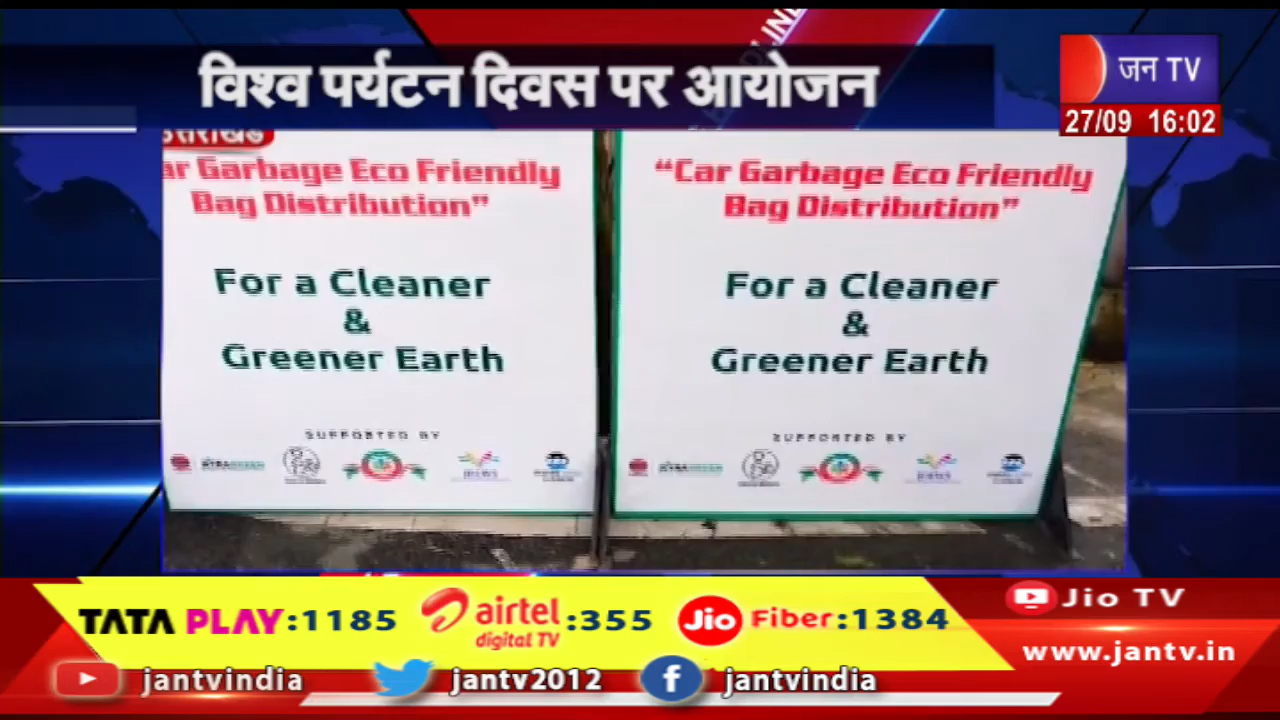 विश्व पर्यटन दिवस पर आयोजन
जन TV
27/09 16:02
उत्तराखंड
ar Garbage Eco Friendly
Bag Distribution”
For a Cleaner
&
Greener Earth
SUPPORTED BY
“Car Garbage Eco Friendly
Bag Distribution”
For a Cleaner
&
Greener Earth
SUPPORTED BY
TATA PLAY:1185
airtel
digital TV
:355
Jio Fiber:1384
Jio TV
www.jantv.in
jantvindia
jantv2012
jantvindia